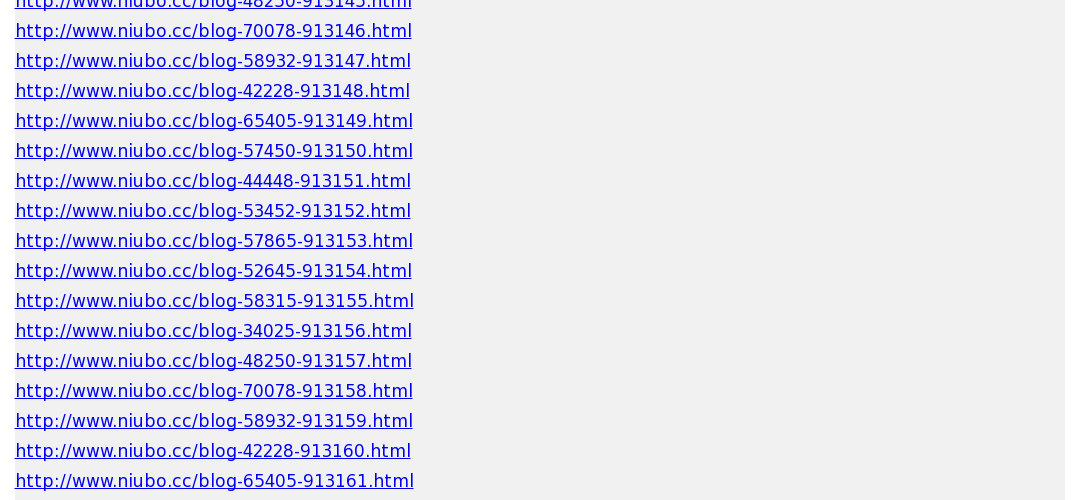 http://www.niubo.cc/blog-48250-913145.html
http://www.niubo.cc/blog-70078-913146.html
http://www.niubo.cc/blog-58932-913147.html
http://www.niubo.cc/blog-42228-913148.html
http://www.niubo.cc/blog-65405-913149.html
http://www.niubo.cc/blog-57450-913150.html
http://www.niubo.cc/blog-44448-913151.html
http://www.niubo.cc/blog-53452-913152.html
http://www.niubo.cc/blog-57865-913153.html
http://www.niubo.cc/blog-52645-913154.html
http://www.niubo.cc/blog-58315-913155.html
http://www.niubo.cc/blog-34025-913156.html
http://www.niubo.cc/blog-48250-913157.html
http://www.niubo.cc/blog-70078-913158.html
http://www.niubo.cc/blog-58932-913159.html
http://www.niubo.cc/blog-42228-913160.html
http://www.niubo.cc/blog-65405-913161.html